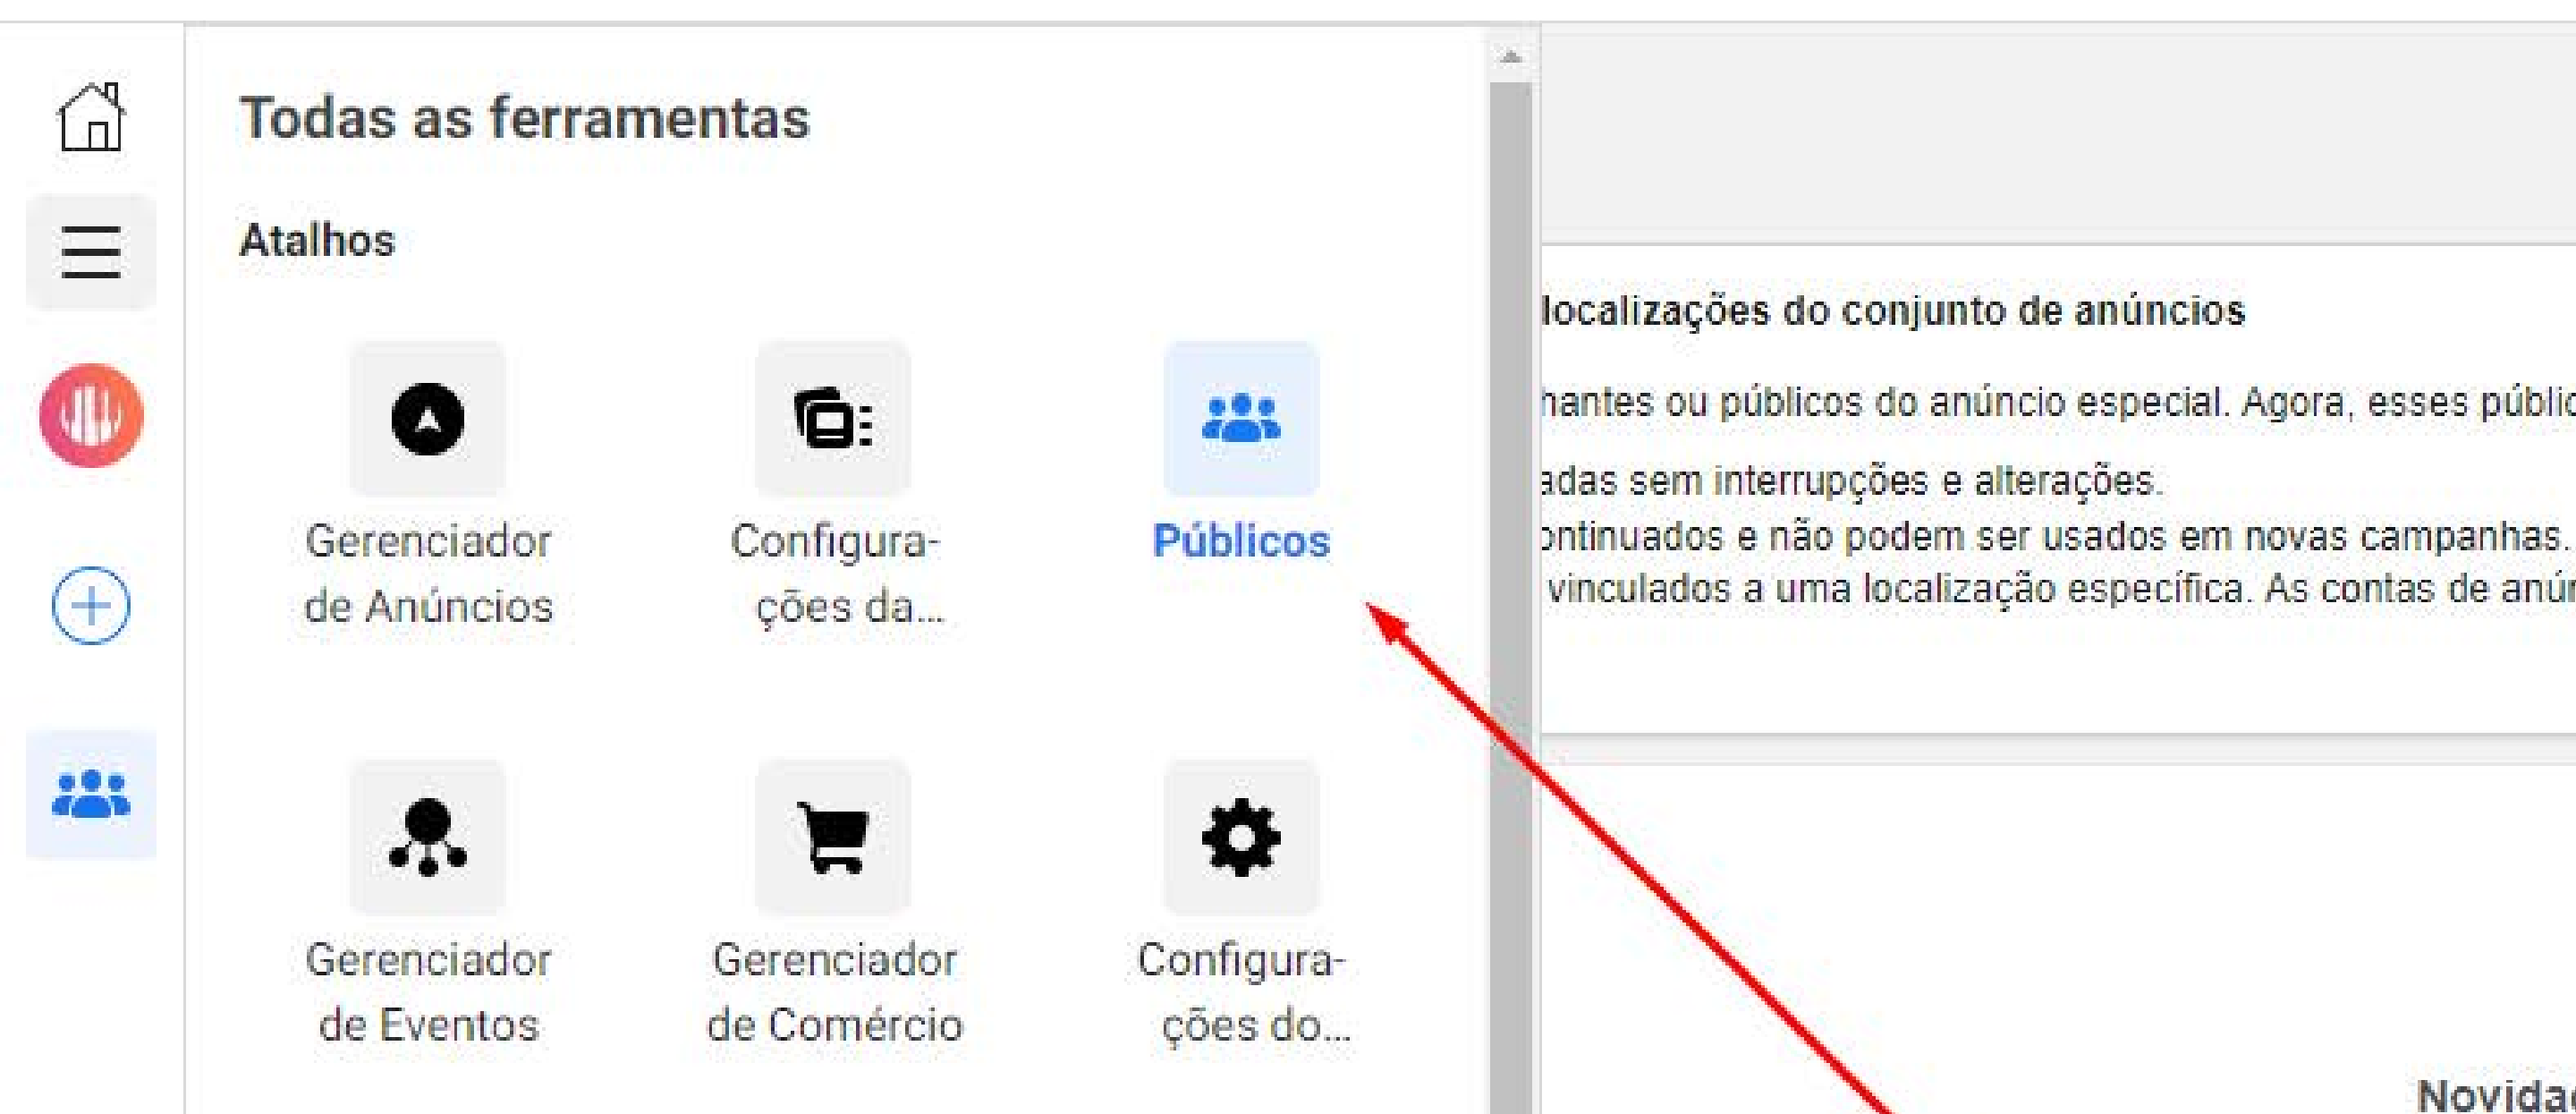 Todas as ferramentas
Atalhos
Gerenciador
de Anúncios
Configura-
ções da...
Públicos
Gerenciador
de Eventos
Gerenciador
de Comércio
Configura-
ções do...
localizações do conjunto de anúncios
hantes ou públicos do anúncio especial. Agora, esses públic
adas sem interrupções e alterações.
ontinuados e não podem ser usados em novas campanhas.
vinculados a uma localização específica. As contas de anún
Novida